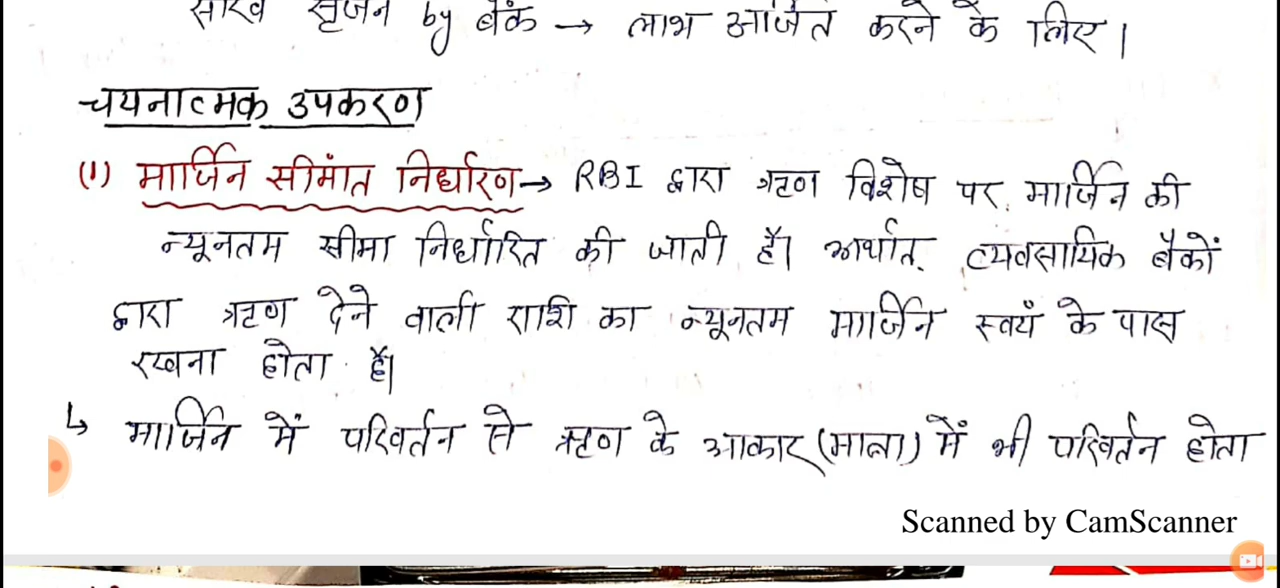 साख सृजन by बैंक → लाभ अर्जित करने के लिए।
चयनात्मक उपकरण
(1) मार्जिन सीमांत निर्धारण → RBI द्वारा ऋण विशेष पर मार्जिन की
न्यूनतम सीमा निर्धारित की जाती है। अर्थात् व्यवसायिक बैंकों
द्वारा ऋण देने वाली राशि का न्यूनतम मार्जिन स्वयं के पास
रखना होता है।
↳ मार्जिन में परिवर्तन से ऋण के आकार (मात्रा) में भी परिवर्तन होता
Scanned by CamScanner